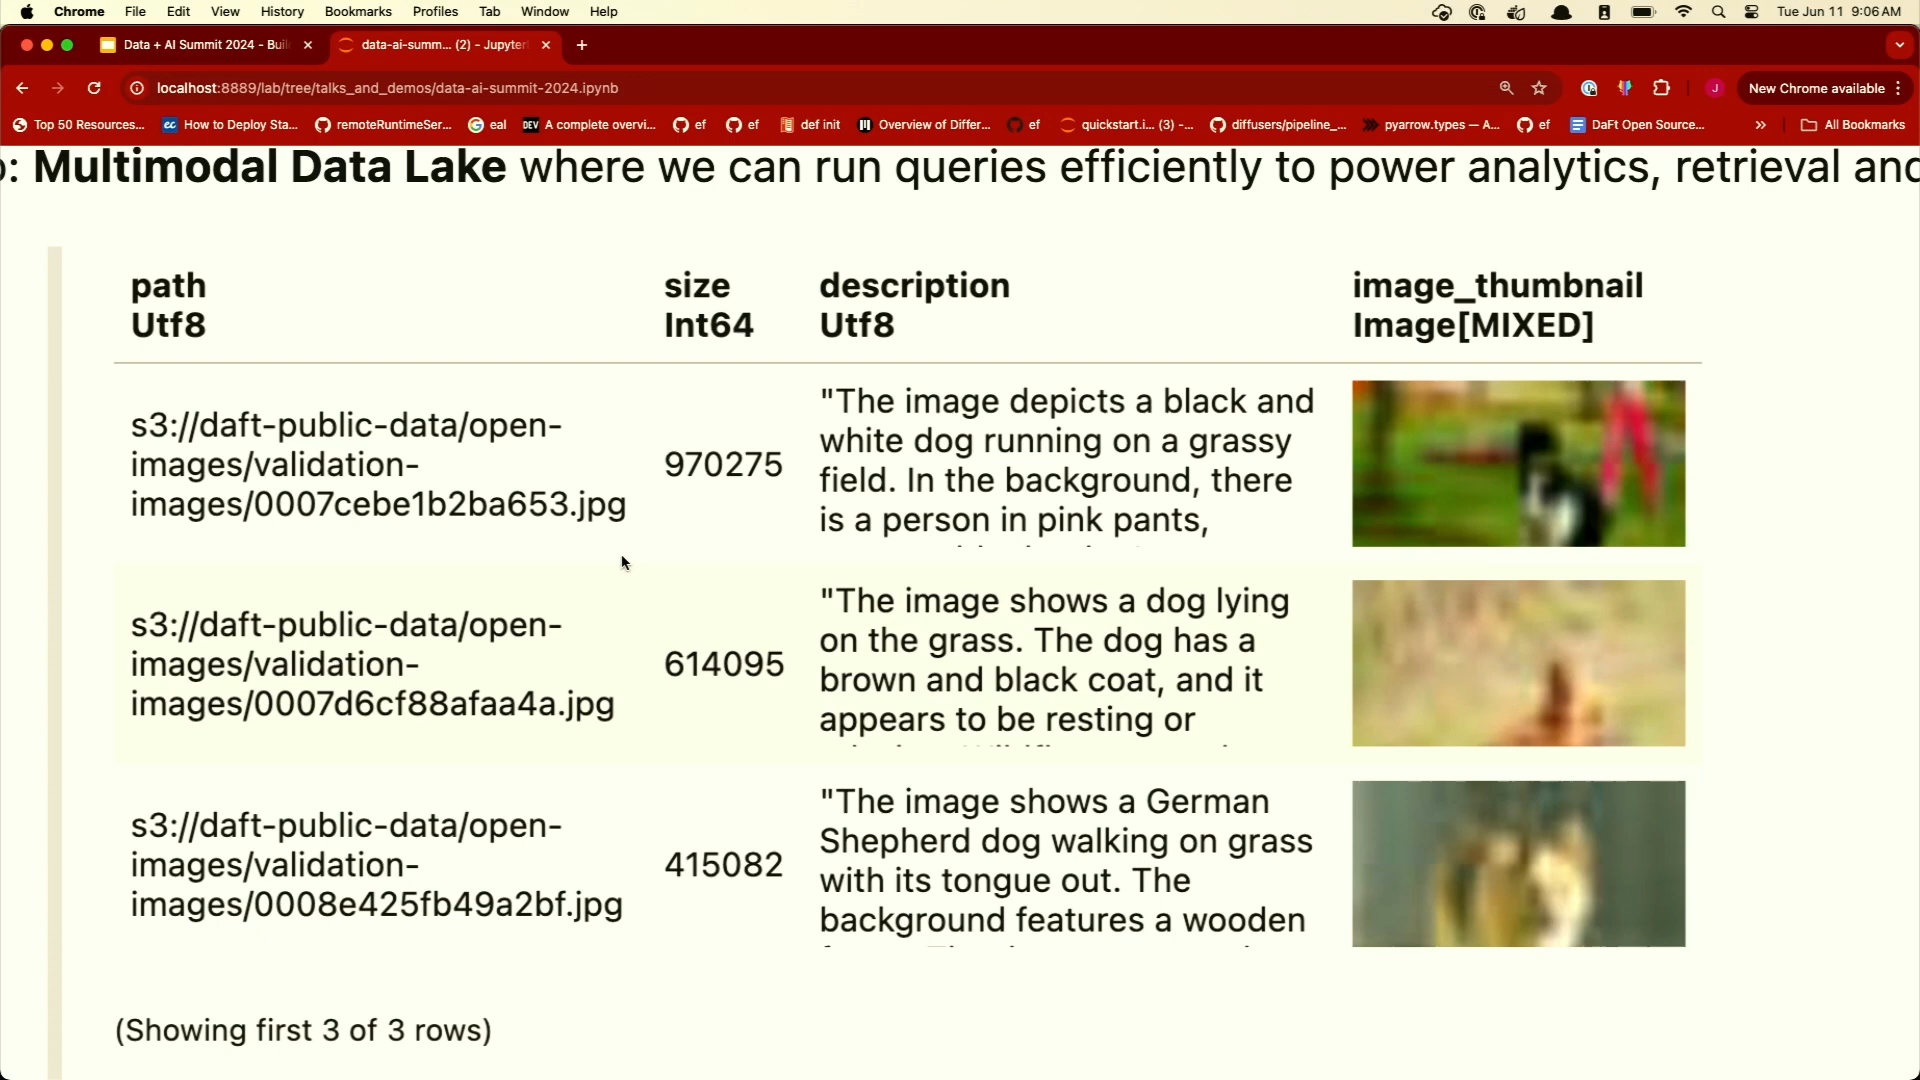 Chrome File Edit View History Bookmarks Profiles Tab Window Help Tue Jun 11 9:06 AM
Data + AI Summit 2024 - Buil
data-ai-summ... (2) - Jupyter
localhost:8889/lab/tree/talks_and_demos/data-ai-summit-2024.ipynb
J
New Chrome available
Top 50 Resources... How to Deploy Sta... remoteRuntimeSer... eal DEV A complete overvi... ef ef def init Overview of Differ... ef quickstart.i... (3) -... diffusers/pipeline_... pyarrow.types — A... ef DaFt Open Source... » All Bookmarks
: Multimodal Data Lake where we can run queries efficiently to power analytics, retrieval and
path size description image_thumbnail
Utf8 Int64 Utf8 Image[MIXED]
s3://daft-public-data/open-
images/validation-
images/0007cebe1b2ba653.jpg
970275
"The image depicts a black and
white dog running on a grassy
field. In the background, there
is a person in pink pants,
s3://daft-public-data/open-
images/validation-
images/0007d6cf88afaa4a.jpg
614095
"The image shows a dog lying
on the grass. The dog has a
brown and black coat, and it
appears to be resting or
s3://daft-public-data/open-
images/validation-
images/0008e425fb49a2bf.jpg
415082
"The image shows a German
Shepherd dog walking on grass
with its tongue out. The
background features a wooden
(Showing first 3 of 3 rows)